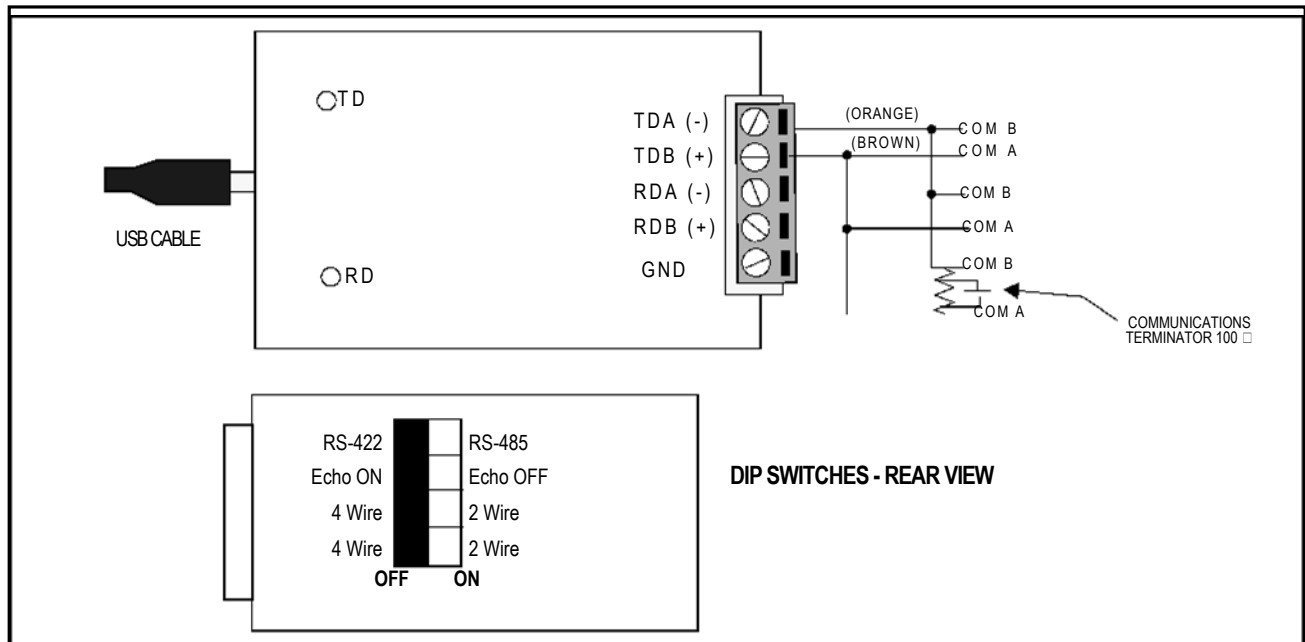 TD
TDA (-)
(ORANGE)
COM B
TDB (+)
(BROWN)
COM A
RDA (-)
COM B
RDB (+)
COM A
USB CABLE
RD
GND
COM B
COM A
COMMUNICATIONS
TERMINATOR 100 □
RS-422
RS-485
Echo ON
Echo OFF
4 Wire
2 Wire
4 Wire
2 Wire
OFF
ON
DIP SWITCHES - REAR VIEW